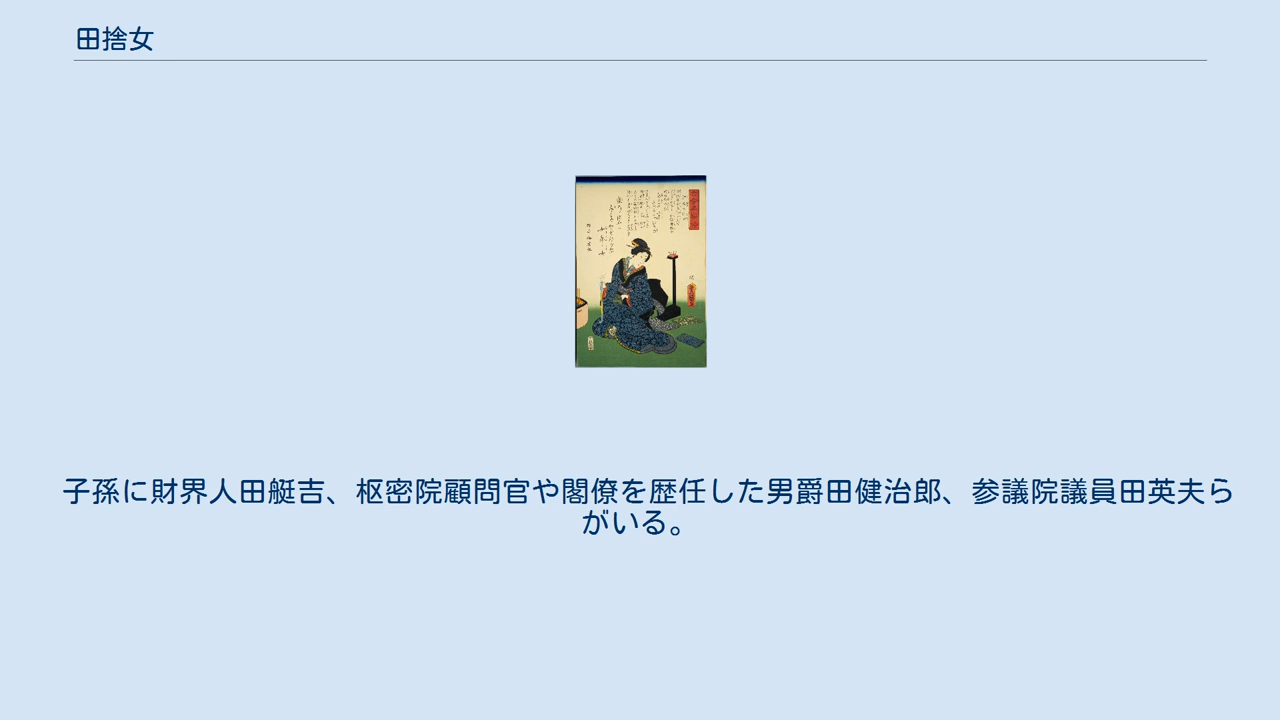 田捨女
子孫に財界人田艇吉、枢密院顧問官や閣僚を歴任した男爵田健治郎、参議院議員田英夫ら
がいる。